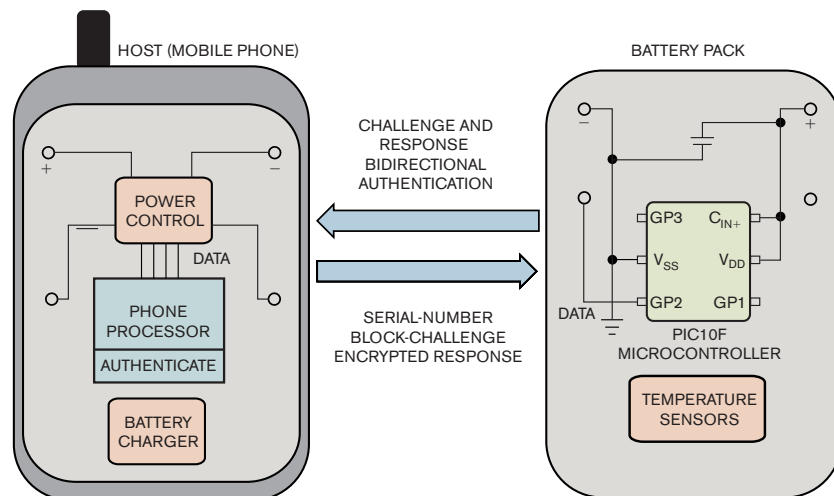 HOST (MOBILE PHONE)
+
−
POWER
CONTROL
DATA
PHONE
PROCESSOR
AUTHENTICATE
BATTERY
CHARGER
CHALLENGE AND
RESPONSE
BIDIRECTIONAL
AUTHENTICATION
SERIAL-NUMBER
BLOCK-CHALLENGE
ENCRYPTED RESPONSE
BATTERY PACK
−
+
GP3
CIN+
VSS
VDD
DATA
GP2
GP1
PIC10F
MICROCONTROLLER
TEMPERATURE
SENSORS